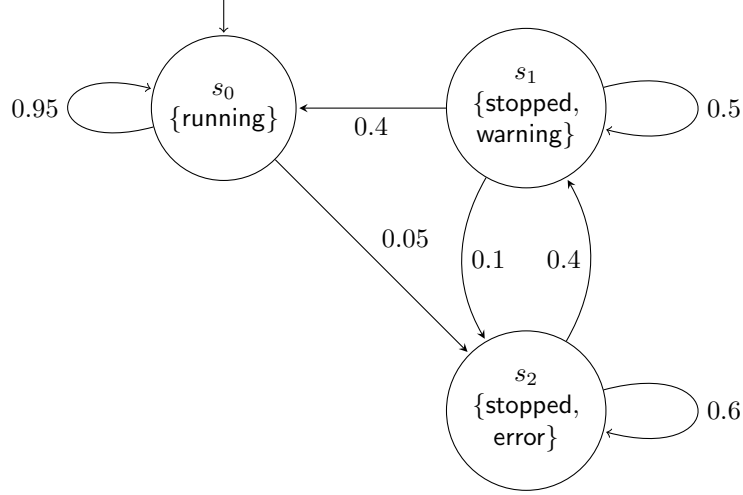 s₀
{running}
s₁
{stopped,
warning}
0.95
0.5
0.4
0.05
0.1
0.4
s₂
{stopped,
error}
0.6